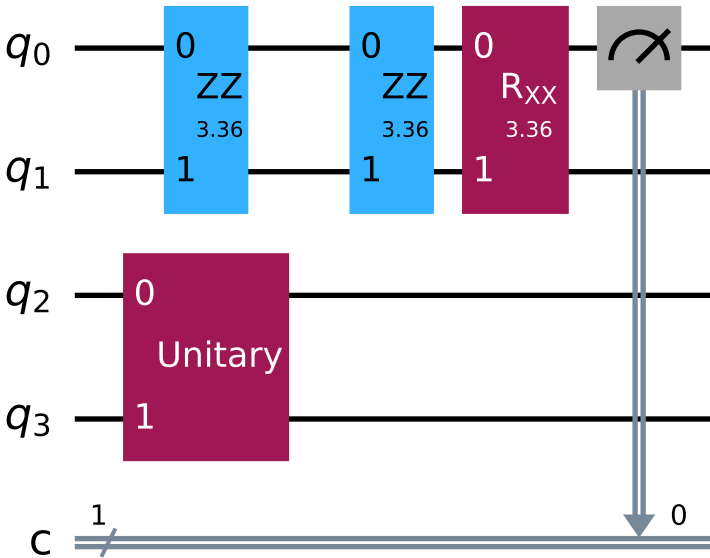 q0 0 0 0
ZZ ZZ RXX
3.36 3.36 3.36
q1 1 1 1
q2 0
Unitary
q3 1
1 0
c